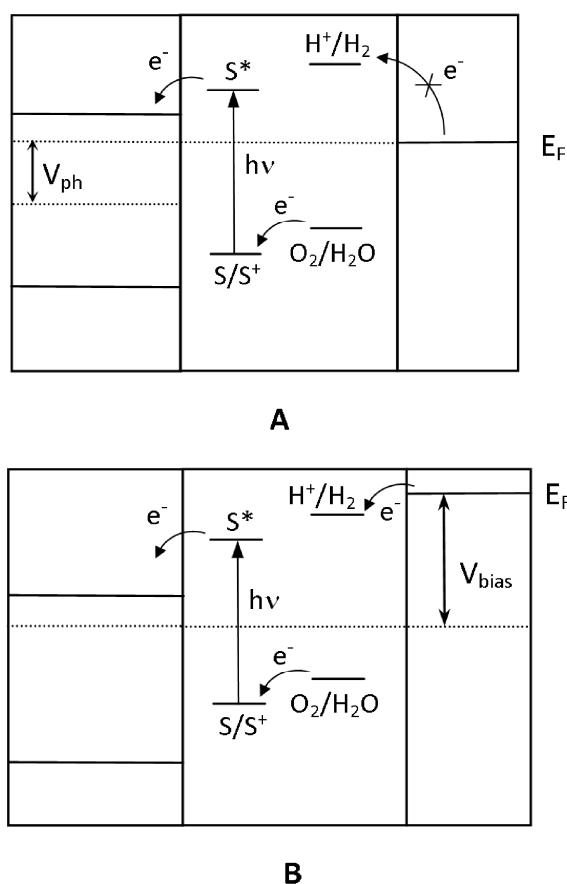 H⁺/H₂
e⁻
S*
e⁻
E_F
V_ph
hν
e⁻
O₂/H₂O
S/S⁺
A
H⁺/H₂
E_F
e⁻
S*
e⁻
V_bias
hν
e⁻
O₂/H₂O
S/S⁺
B